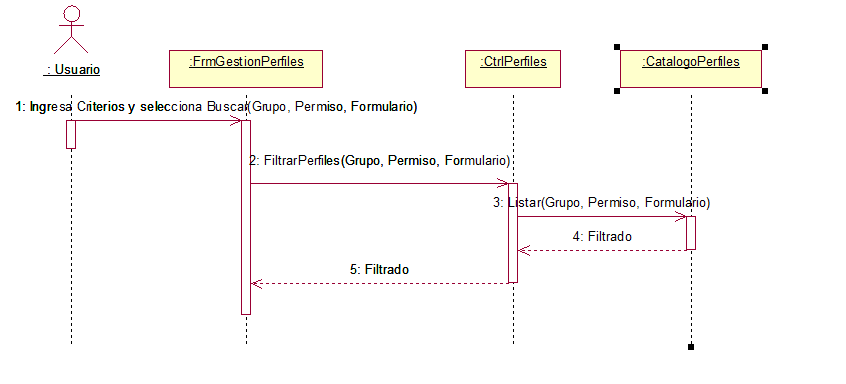 : Usuario
:FrmGestionPerfiles
:CtrlPerfiles
:CatalogoPerfiles
1: Ingresa Criterios y selecciona Buscar(Grupo, Permiso, Formulario)
2: FiltrarPerfiles(Grupo, Permiso, Formulario)
3: Listar(Grupo, Permiso, Formulario)
4: Filtrado
5: Filtrado